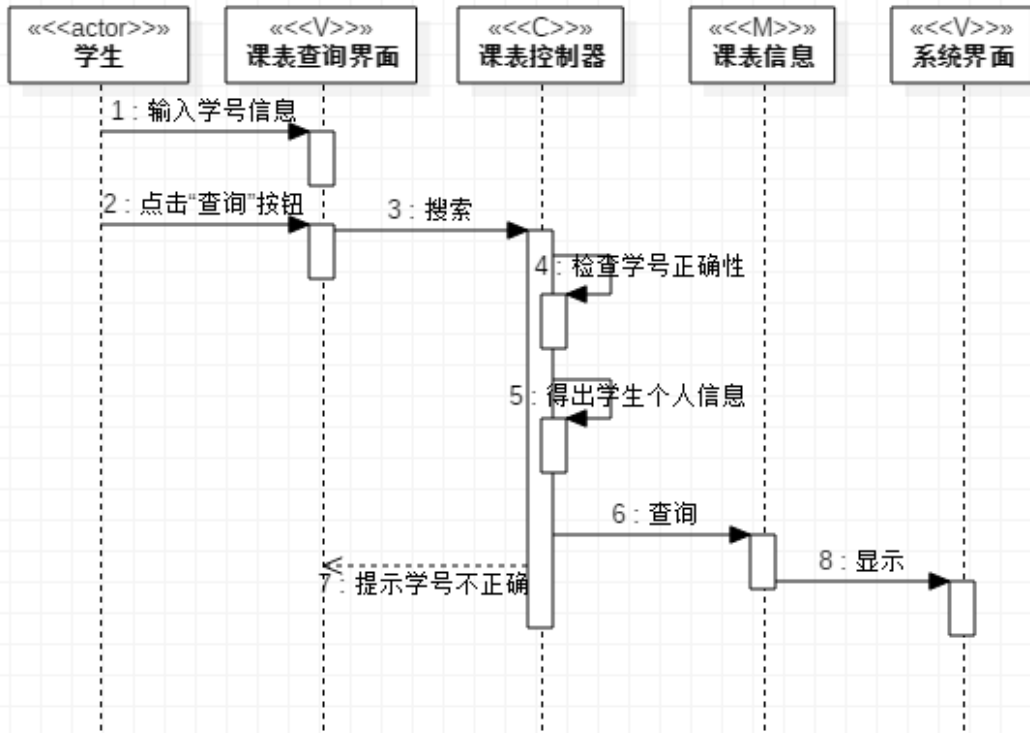 «<<actor>>»
学生
«<<V>>»
课表查询界面
«<<C>>»
课表控制器
«<<M>>»
课表信息
«<<V>>»
系统界面
1 : 输入学号信息
2 : 点击“查询”按钮
3 : 搜索
4 : 检查学号正确性
5 : 得出学生个人信息
6 : 查询
7 : 提示学号不正确
8 : 显示